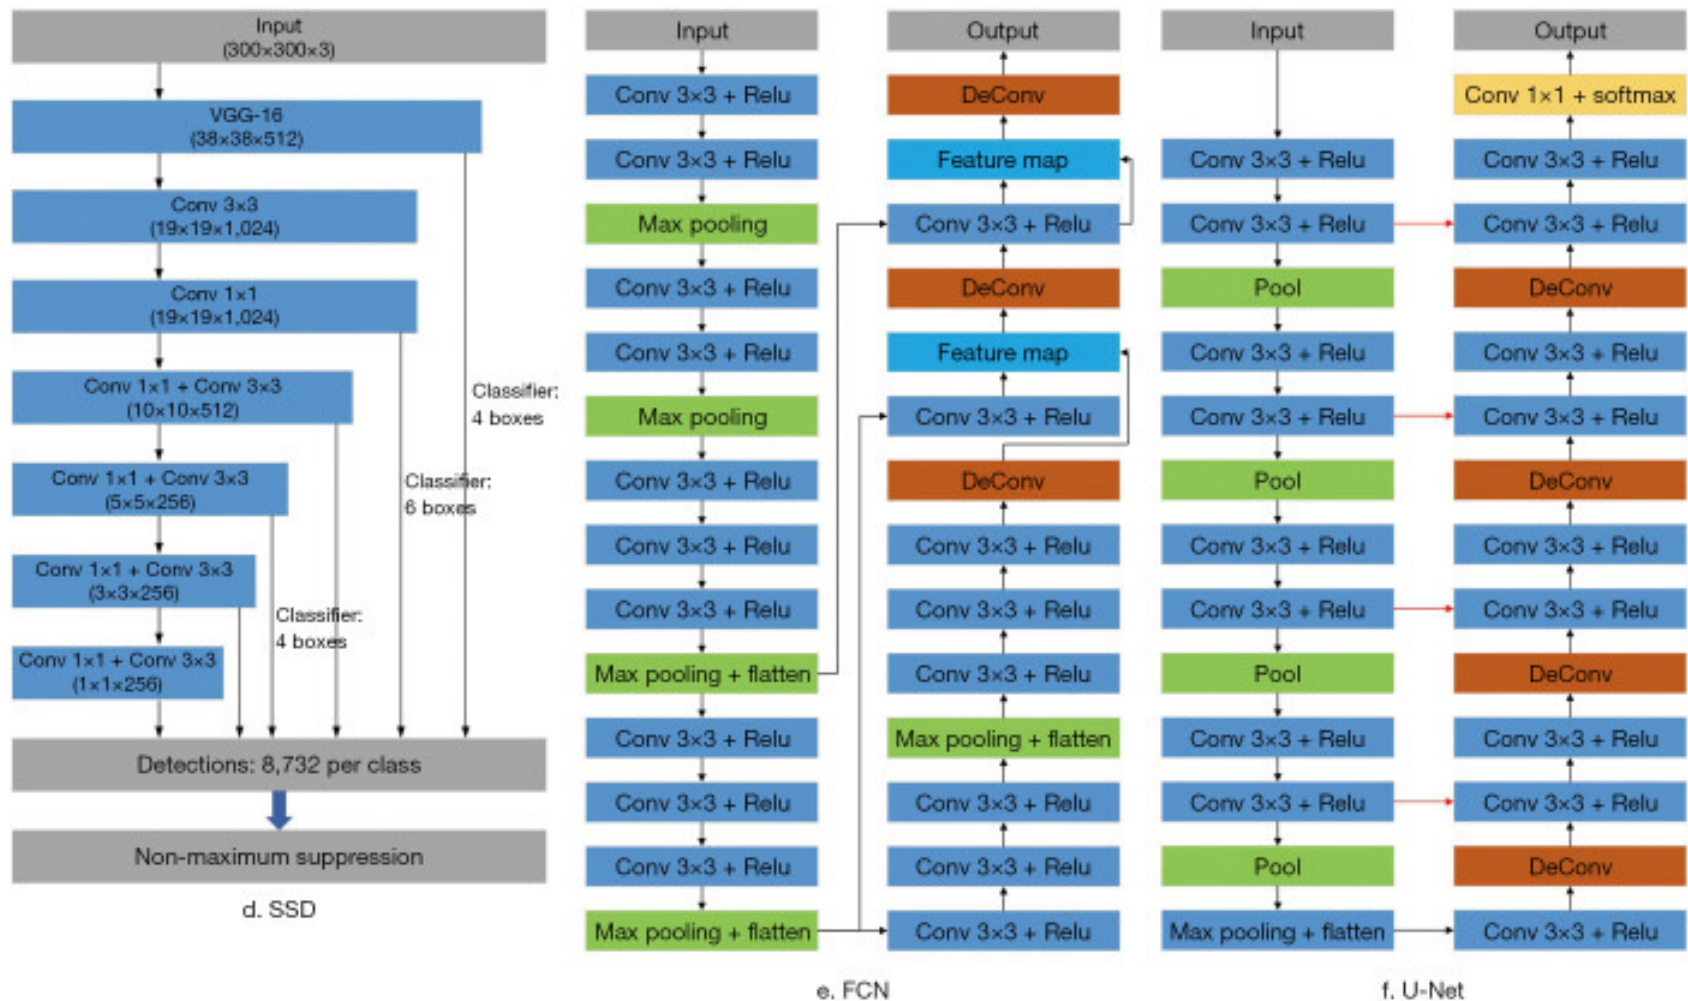 Input
(300×300×3)
VGG-16
(38×38×512)
Conv 3×3
(19×19×1,024)
Conv 1×1
(19×19×1,024)
Conv 1×1 + Conv 3×3
(10×10×512)
Conv 1×1 + Conv 3×3
(5×5×256)
Conv 1×1 + Conv 3×3
(3×3×256)
Conv 1×1 + Conv 3×3
(1×1×256)
Classifier:
4 boxes
Classifier:
6 boxes
Classifier:
4 boxes
Detections: 8,732 per class
Non-maximum suppression
d. SSD
Input
Conv 3×3 + Relu
Conv 3×3 + Relu
Max pooling
Conv 3×3 + Relu
Conv 3×3 + Relu
Max pooling
Conv 3×3 + Relu
Conv 3×3 + Relu
Conv 3×3 + Relu
Max pooling + flatten
Conv 3×3 + Relu
Conv 3×3 + Relu
Conv 3×3 + Relu
Max pooling + flatten
Output
DeConv
Feature map
Conv 3×3 + Relu
DeConv
Feature map
Conv 3×3 + Relu
DeConv
Conv 3×3 + Relu
Conv 3×3 + Relu
Conv 3×3 + Relu
Max pooling + flatten
Conv 3×3 + Relu
Conv 3×3 + Relu
Conv 3×3 + Relu
e. FCN
Input
Conv 3×3 + Relu
Conv 3×3 + Relu
Pool
Conv 3×3 + Relu
Conv 3×3 + Relu
Pool
Conv 3×3 + Relu
Conv 3×3 + Relu
Pool
Conv 3×3 + Relu
Conv 3×3 + Relu
Pool
Max pooling + flatten
Output
Conv 1×1 + softmax
Conv 3×3 + Relu
Conv 3×3 + Relu
DeConv
Conv 3×3 + Relu
Conv 3×3 + Relu
DeConv
Conv 3×3 + Relu
Conv 3×3 + Relu
DeConv
Conv 3×3 + Relu
Conv 3×3 + Relu
DeConv
Conv 3×3 + Relu
f. U-Net